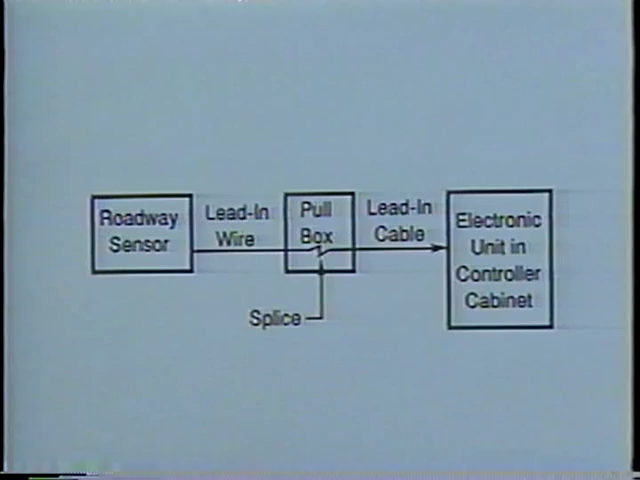 Roadway
Sensor
Lead-In
Wire
Pull
Box
Lead-In
Cable
Electronic
Unit in
Controller
Cabinet
Splice